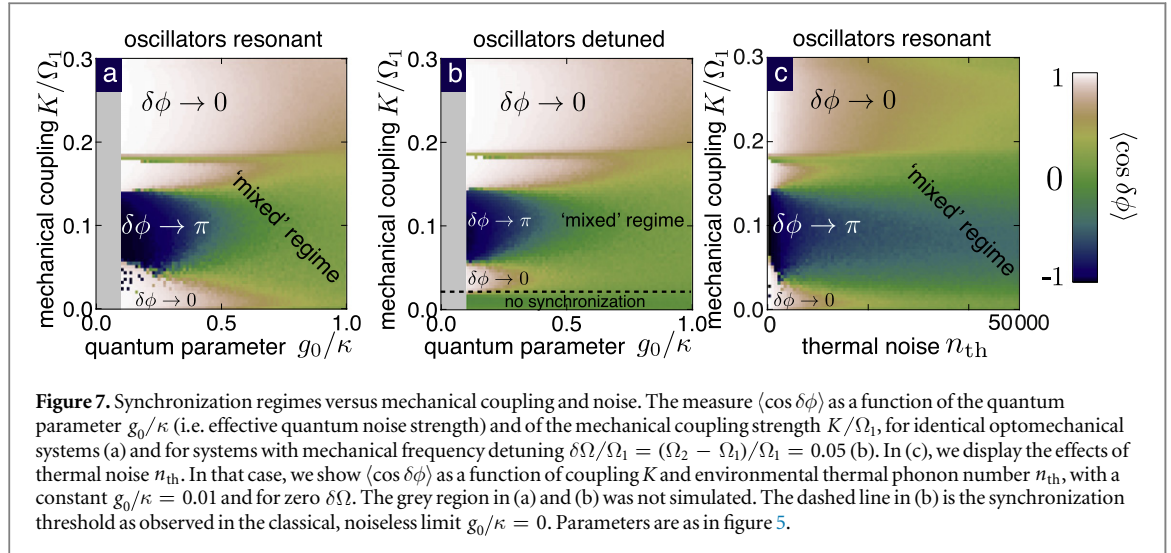 oscillators resonant
oscillators detuned
oscillators resonant
mechanical coupling K/Ω₁
0.3
0.2
0.1
0.0
a
δϕ → 0
δϕ → π
δϕ → 0
'mixed' regime
0.0
0.5
1.0
quantum parameter g₀/κ
mechanical coupling K/Ω₁
0.3
0.2
0.1
0.0
b
δϕ → 0
δϕ → π
'mixed' regime
δϕ → 0
no synchronization
0.0
0.5
1.0
quantum parameter g₀/κ
mechanical coupling K/Ω₁
0.3
0.2
0.1
0.0
c
δϕ → 0
δϕ → π
'mixed' regime
δϕ → 0
0
50000
thermal noise nth
1
0
-1
⟨cos δϕ⟩
Figure 7. Synchronization regimes versus mechanical coupling and noise. The measure ⟨cos δϕ⟩ as a function of the quantum
parameter g₀/κ (i.e. effective quantum noise strength) and of the mechanical coupling strength K/Ω₁, for identical optomechanical
systems (a) and for systems with mechanical frequency detuning δΩ/Ω₁ = (Ω₂ − Ω₁)/Ω₁ = 0.05 (b). In (c), we display the effects of
thermal noise nth. In that case, we show ⟨cos δϕ⟩ as a function of coupling K and environmental thermal phonon number nth, with a
constant g₀/κ = 0.01 and for zero δΩ. The grey region in (a) and (b) was not simulated. The dashed line in (b) is the synchronization
threshold as observed in the classical, noiseless limit g₀/κ = 0. Parameters are as in figure 5.